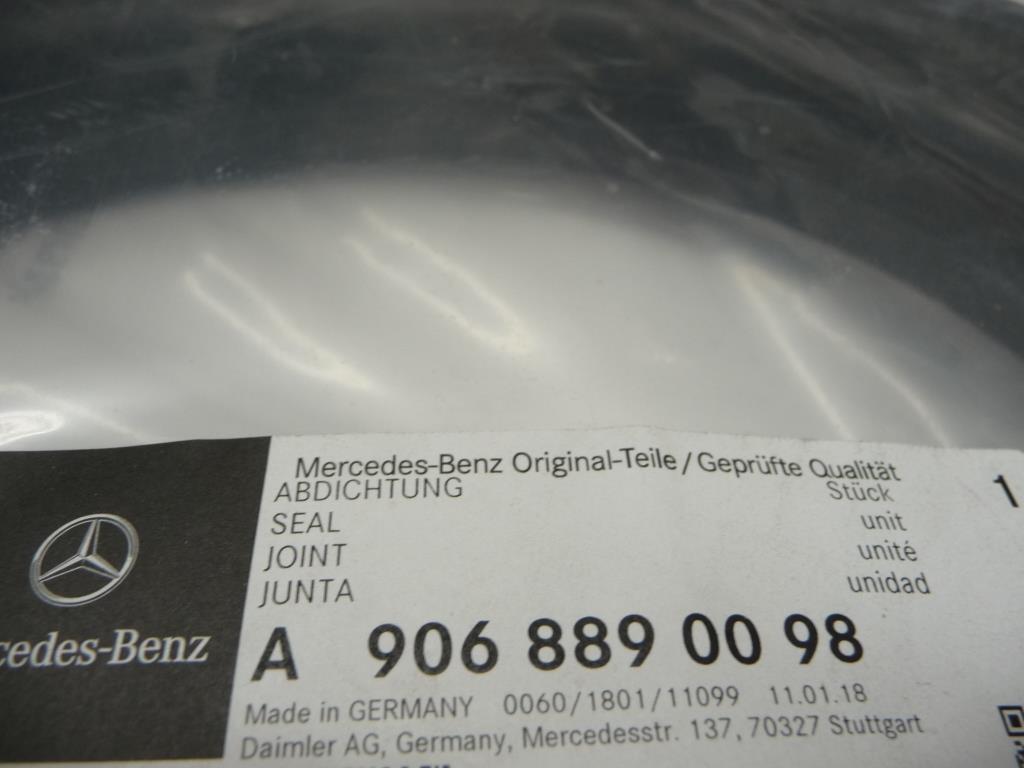 Mercedes-Benz Original-Teile/Geprüfte Qualität
ABDICHTUNG Stück 1
SEAL unit
JOINT unité
JUNTA unidad
cedes-Benz
A 906 889 00 98
Made in GERMANY 0060/1801/11099 11.01.18
Daimler AG, Germany, Mercedesstr. 137, 70327 Stuttgart